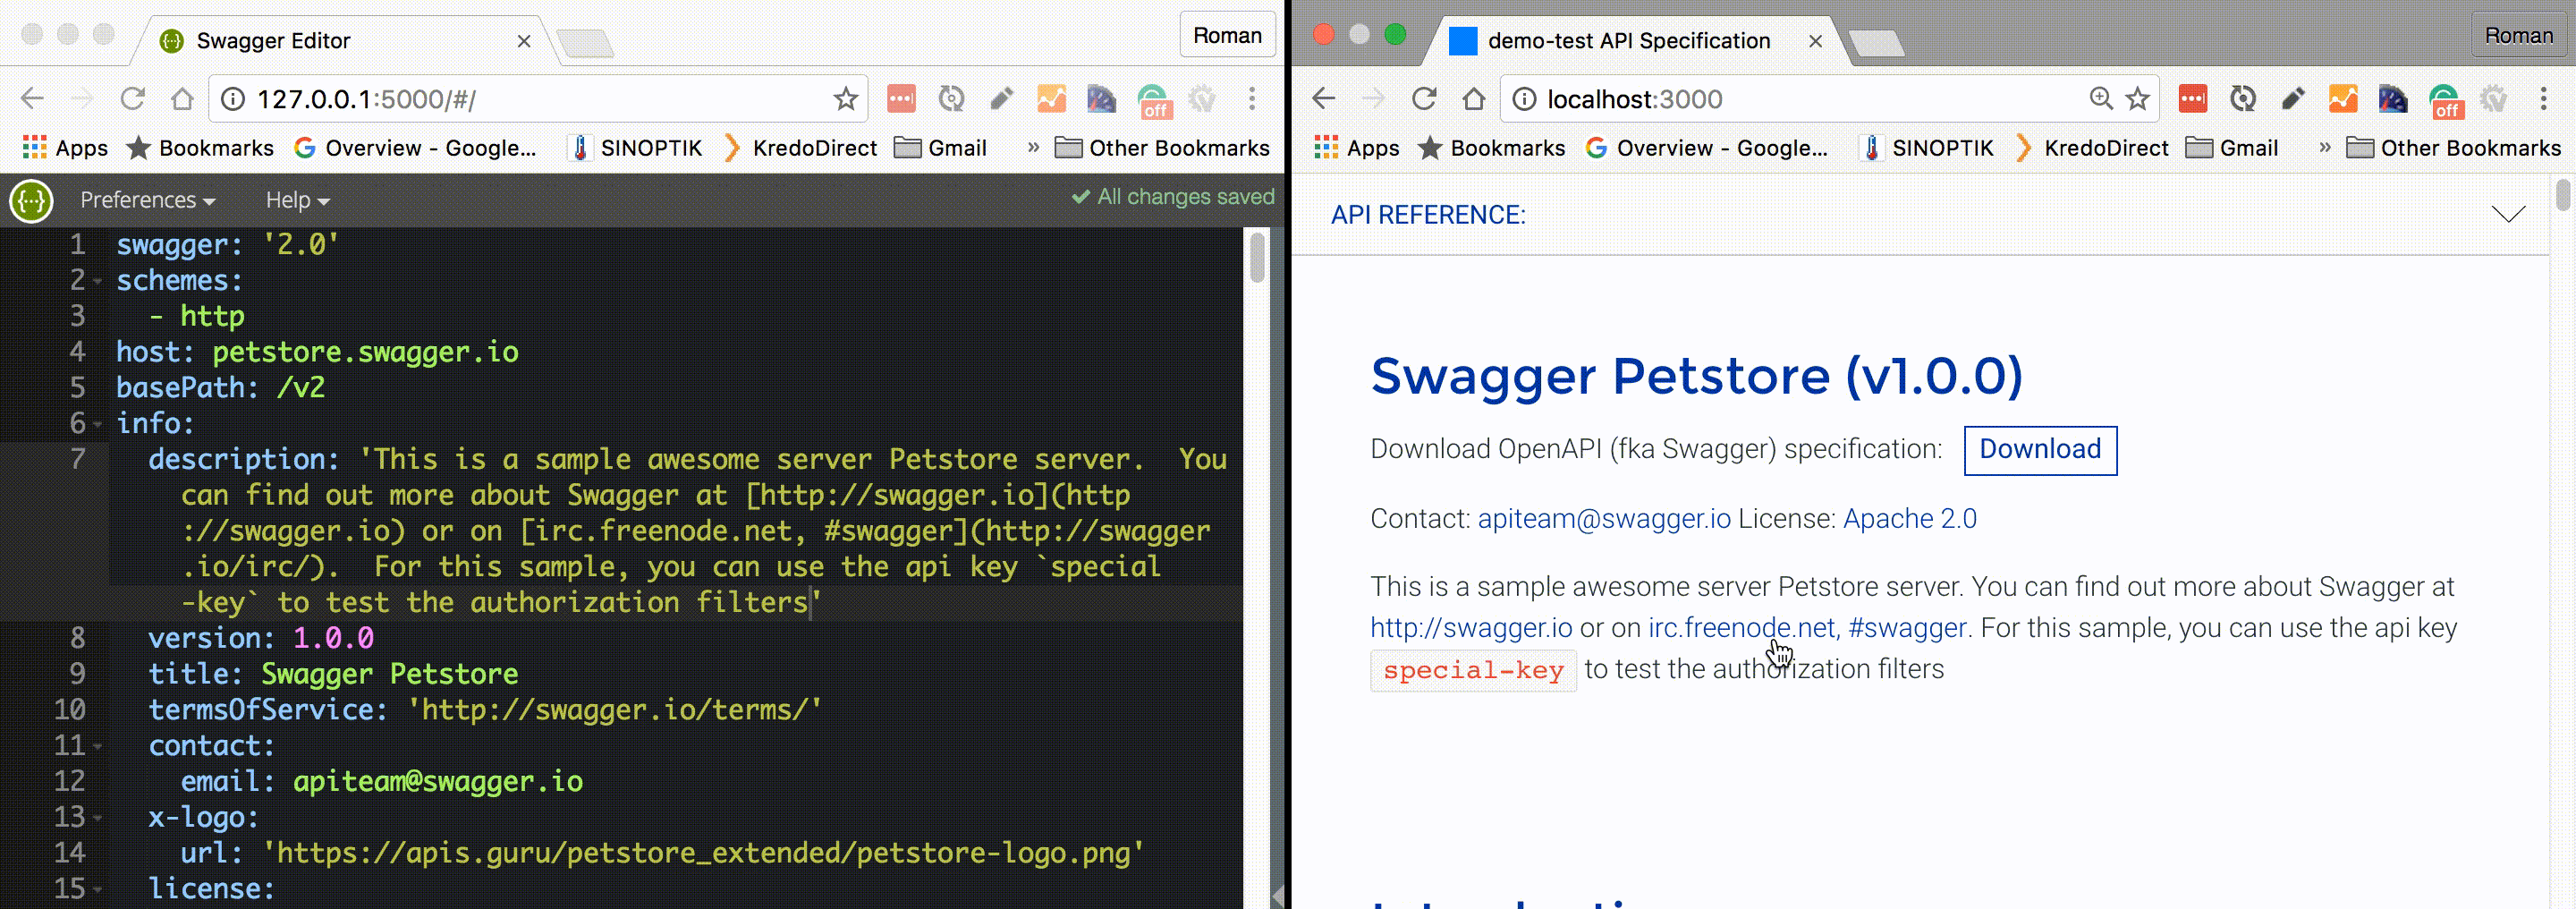 Swagger Editor
Roman
127.0.0.1:5000/#/
off
Apps
Bookmarks
Overview - Google...
SINOPTIK
KredoDirect
Gmail
»
Other Bookmarks
Preferences
Help
All changes saved
1 swagger: '2.0'
2 schemes:
3 - http
4 host: petstore.swagger.io
5 basePath: /v2
6 info:
7 description: 'This is a sample awesome server Petstore server.  You
can find out more about Swagger at [http://swagger.io](http
://swagger.io) or on [irc.freenode.net, #swagger](http://swagger
.io/irc/).  For this sample, you can use the api key `special
-key` to test the authorization filters'
8 version: 1.0.0
9 title: Swagger Petstore
10 termsOfService: 'http://swagger.io/terms/'
11 contact:
12 email: apiteam@swagger.io
13 x-logo:
14 url: 'https://apis.guru/petstore_extended/petstore-logo.png'
15 license:
demo-test API Specification
Roman
localhost:3000
off
Apps
Bookmarks
Overview - Google...
SINOPTIK
KredoDirect
Gmail
»
Other Bookmarks
API REFERENCE:
Swagger Petstore (v1.0.0)
Download OpenAPI (fka Swagger) specification: Download
Contact: apiteam@swagger.io License: Apache 2.0
This is a sample awesome server Petstore server. You can find out more about Swagger at
http://swagger.io or on irc.freenode.net, #swagger. For this sample, you can use the api key
special-key to test the authorization filters